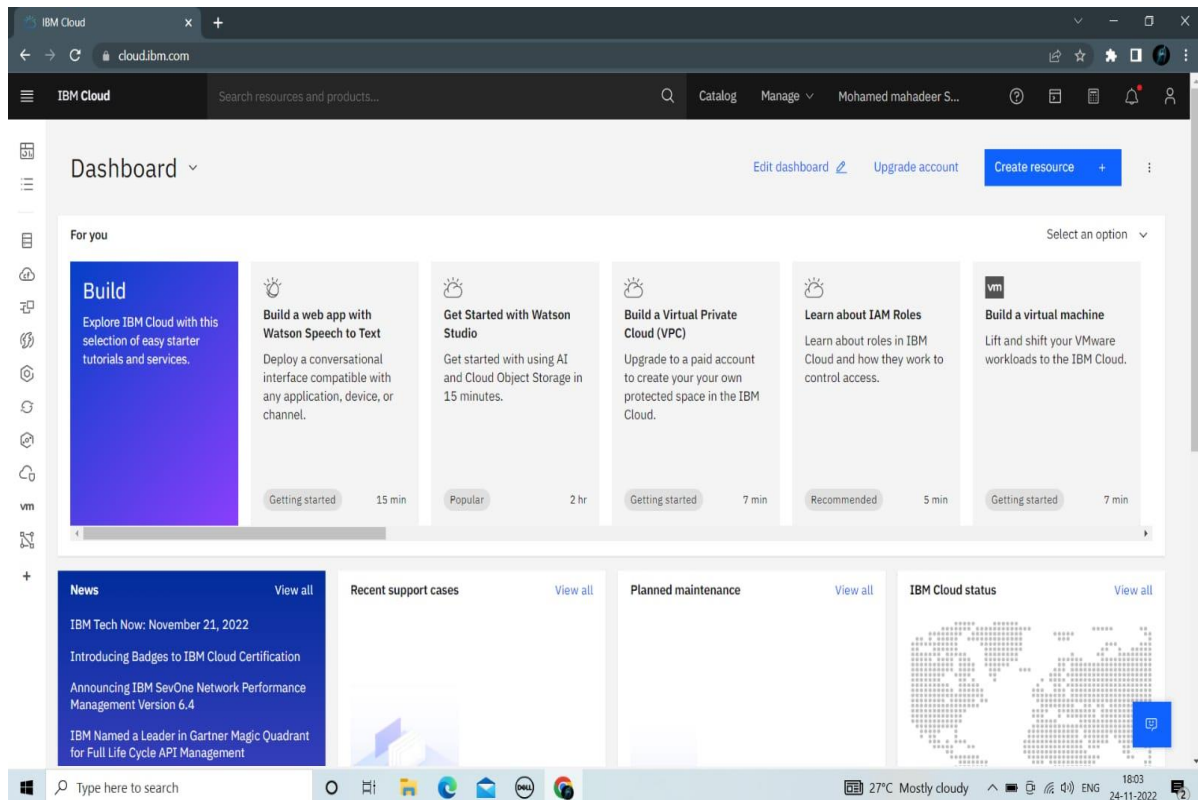 IBM Cloud
cloud.ibm.com
IBM Cloud
Search resources and products...
Catalog
Manage
Mohamed mahadeer S...
Dashboard
Edit dashboard
Upgrade account
Create resource +
For you
Select an option
Build
Explore IBM Cloud with this
selection of easy starter
tutorials and services.
Build a web app with
Watson Speech to Text
Deploy a conversational
interface compatible with
any application, device, or
channel.
Getting started
15 min
Get Started with Watson
Studio
Get started with using AI
and Cloud Object Storage in
15 minutes.
Popular
2 hr
Build a Virtual Private
Cloud (VPC)
Upgrade to a paid account
to create your your own
protected space in the IBM
Cloud.
Getting started
7 min
Learn about IAM Roles
Learn about roles in IBM
Cloud and how they work to
control access.
Recommended
5 min
vm
Build a virtual machine
Lift and shift your VMware
workloads to the IBM Cloud.
Getting started
7 min
vm
News
View all
IBM Tech Now: November 21, 2022
Introducing Badges to IBM Cloud Certification
Announcing IBM SevOne Network Performance
Management Version 6.4
IBM Named a Leader in Gartner Magic Quadrant
for Full Life Cycle API Management
Recent support cases
View all
Planned maintenance
View all
IBM Cloud status
View all
Type here to search
DELL
27°C Mostly cloudy
ENG
18:03
24-11-2022
2